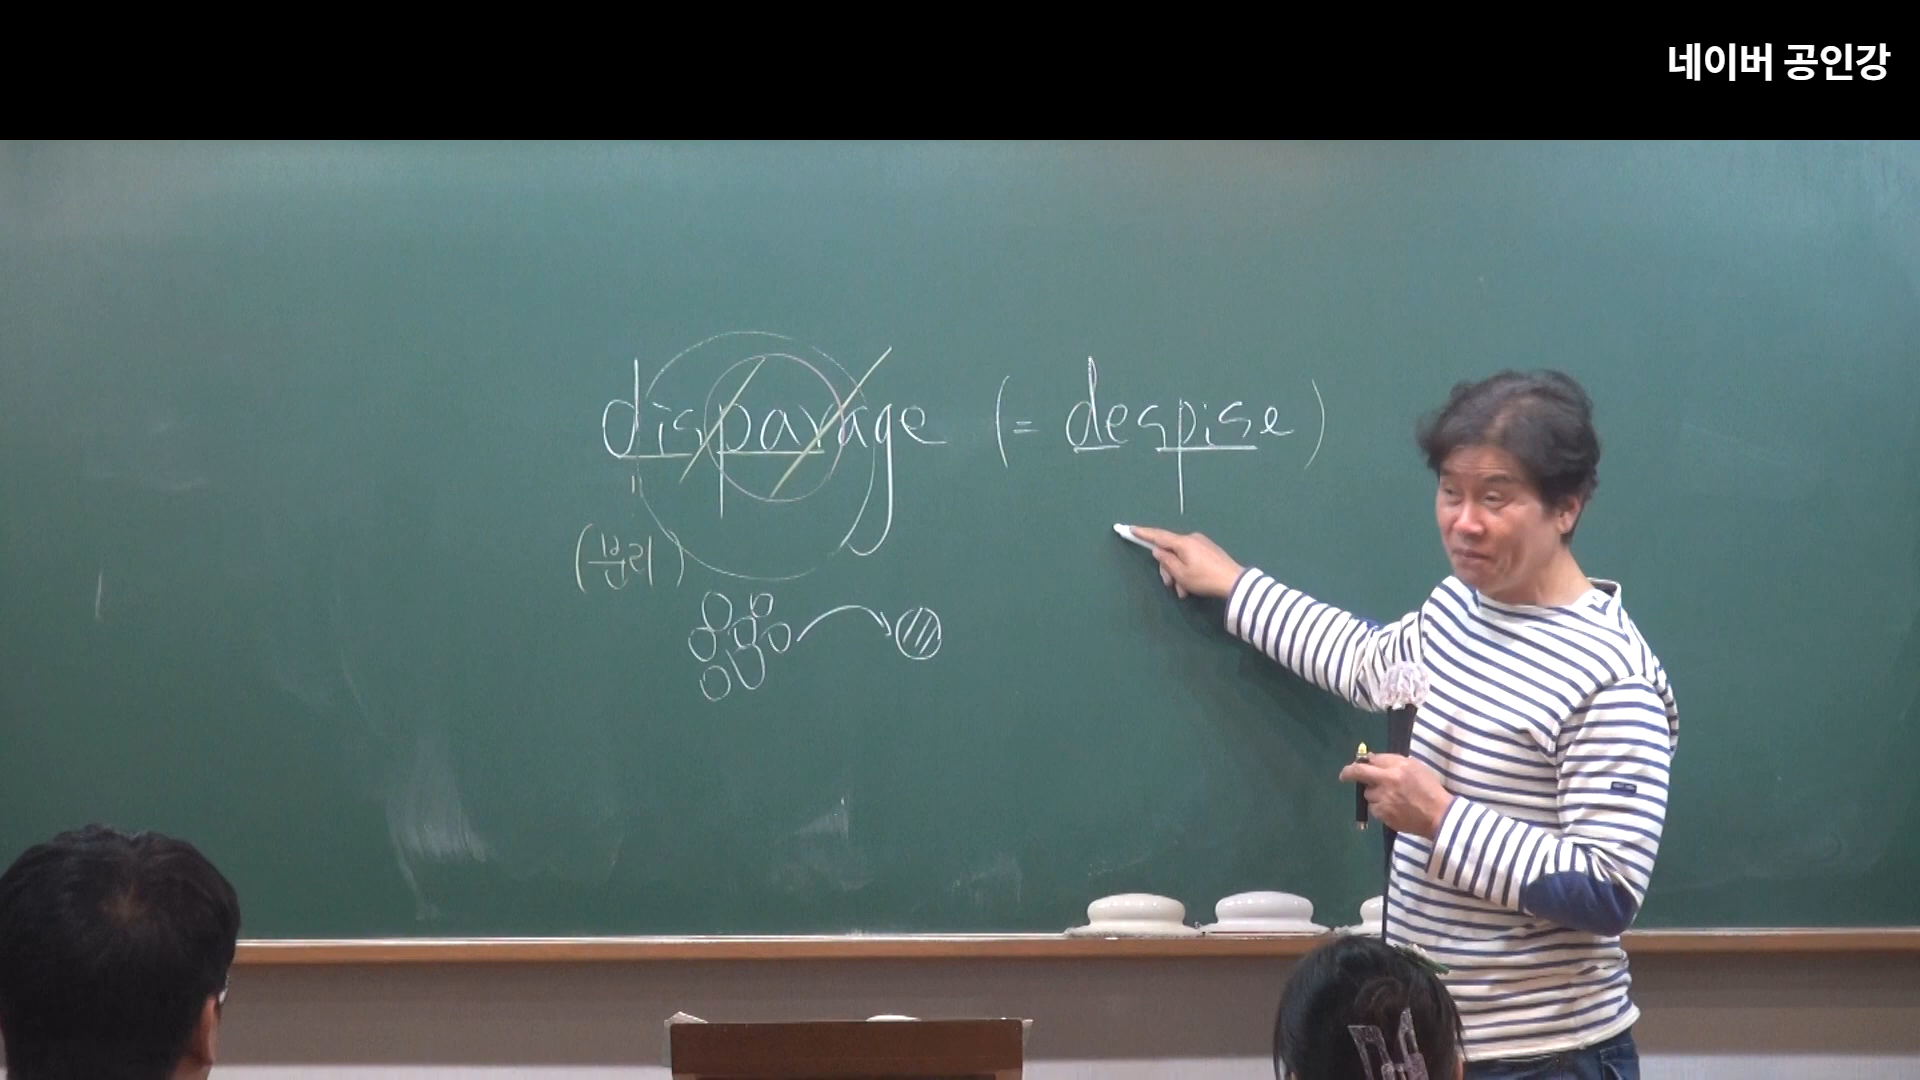 네이버 공인강
disparage (= despise)
"
(분리)